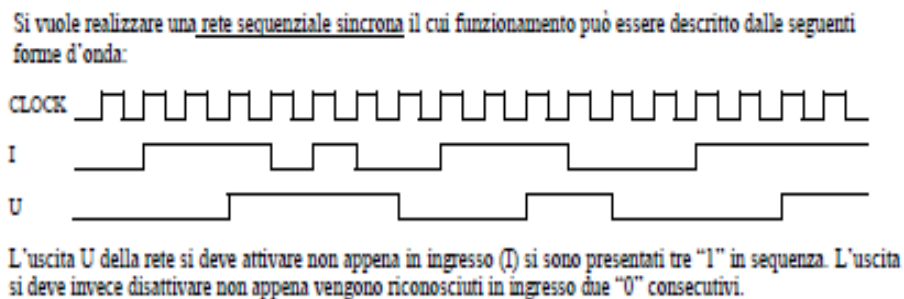 Si vuole realizzare una rete sequenziale sincrona il cui funzionamento può essere descritto dalle seguenti
forme d'onda:
CLOCK
I
U
L'uscita U della rete si deve attivare non appena in ingresso (I) si sono presentati tre "1" in sequenza. L'uscita
si deve invece disattivare non appena vengono riconosciuti in ingresso due "0" consecutivi.